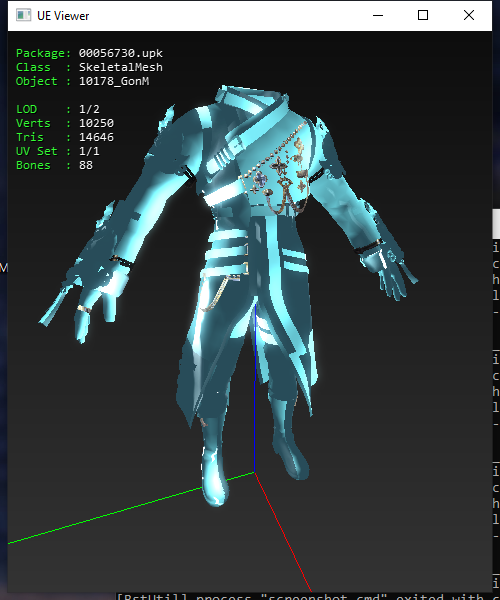 UE Viewer
Package: 00056730.upk
Class : SkeletalMesh
Object : 10178_GonM
LOD : 1/2
Verts : 10250
Tris : 14646
UV Set : 1/1
Bones : 88
M
i
c
h
l
-
i
c
h
l
-
i
c
h
l
-
i
[BstUtil] process "screenshot.cmd" exited with c